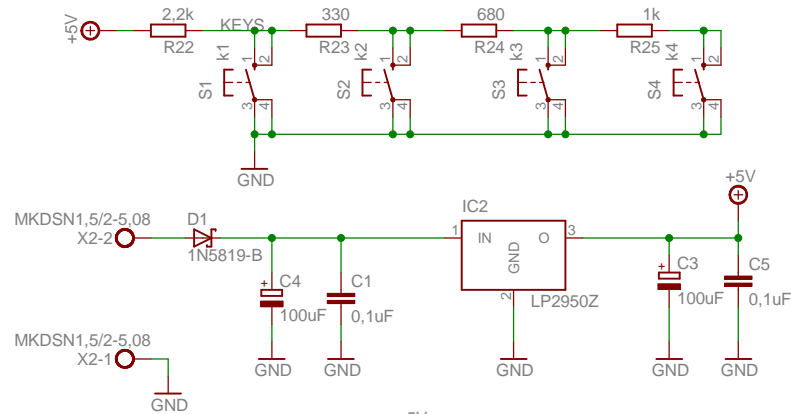 +5V
2,2k
R22
KEYS
330
R23
680
R24
1k
R25
S1
k1
1
2
3
4
S2
k2
1
2
3
4
S3
k3
1
2
3
4
S4
k4
1
2
3
4
GND
MKDSN1,5/2-5,08
X2-2
D1
1N5819-B
+
C4
100uF
C1
0,1uF
IC2
1
IN
GND
O
3
2
LP2950Z
+5V
+
C3
100uF
C5
0,1uF
GND
GND
GND
GND
GND
MKDSN1,5/2-5,08
X2-1
GND